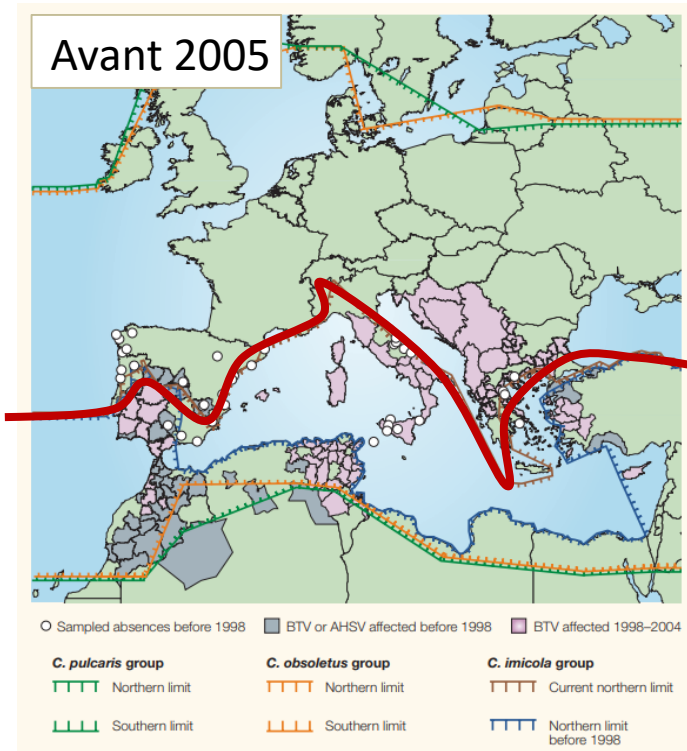 Avant 2005
Sampled absences before 1998 BTV or AHSV affected before 1998 BTV affected 1998–2004
C. pulcaris group C. obsoletus group C. imicola group
Northern limit Northern limit Current northern limit
Southern limit Southern limit Northern limit
before 1998